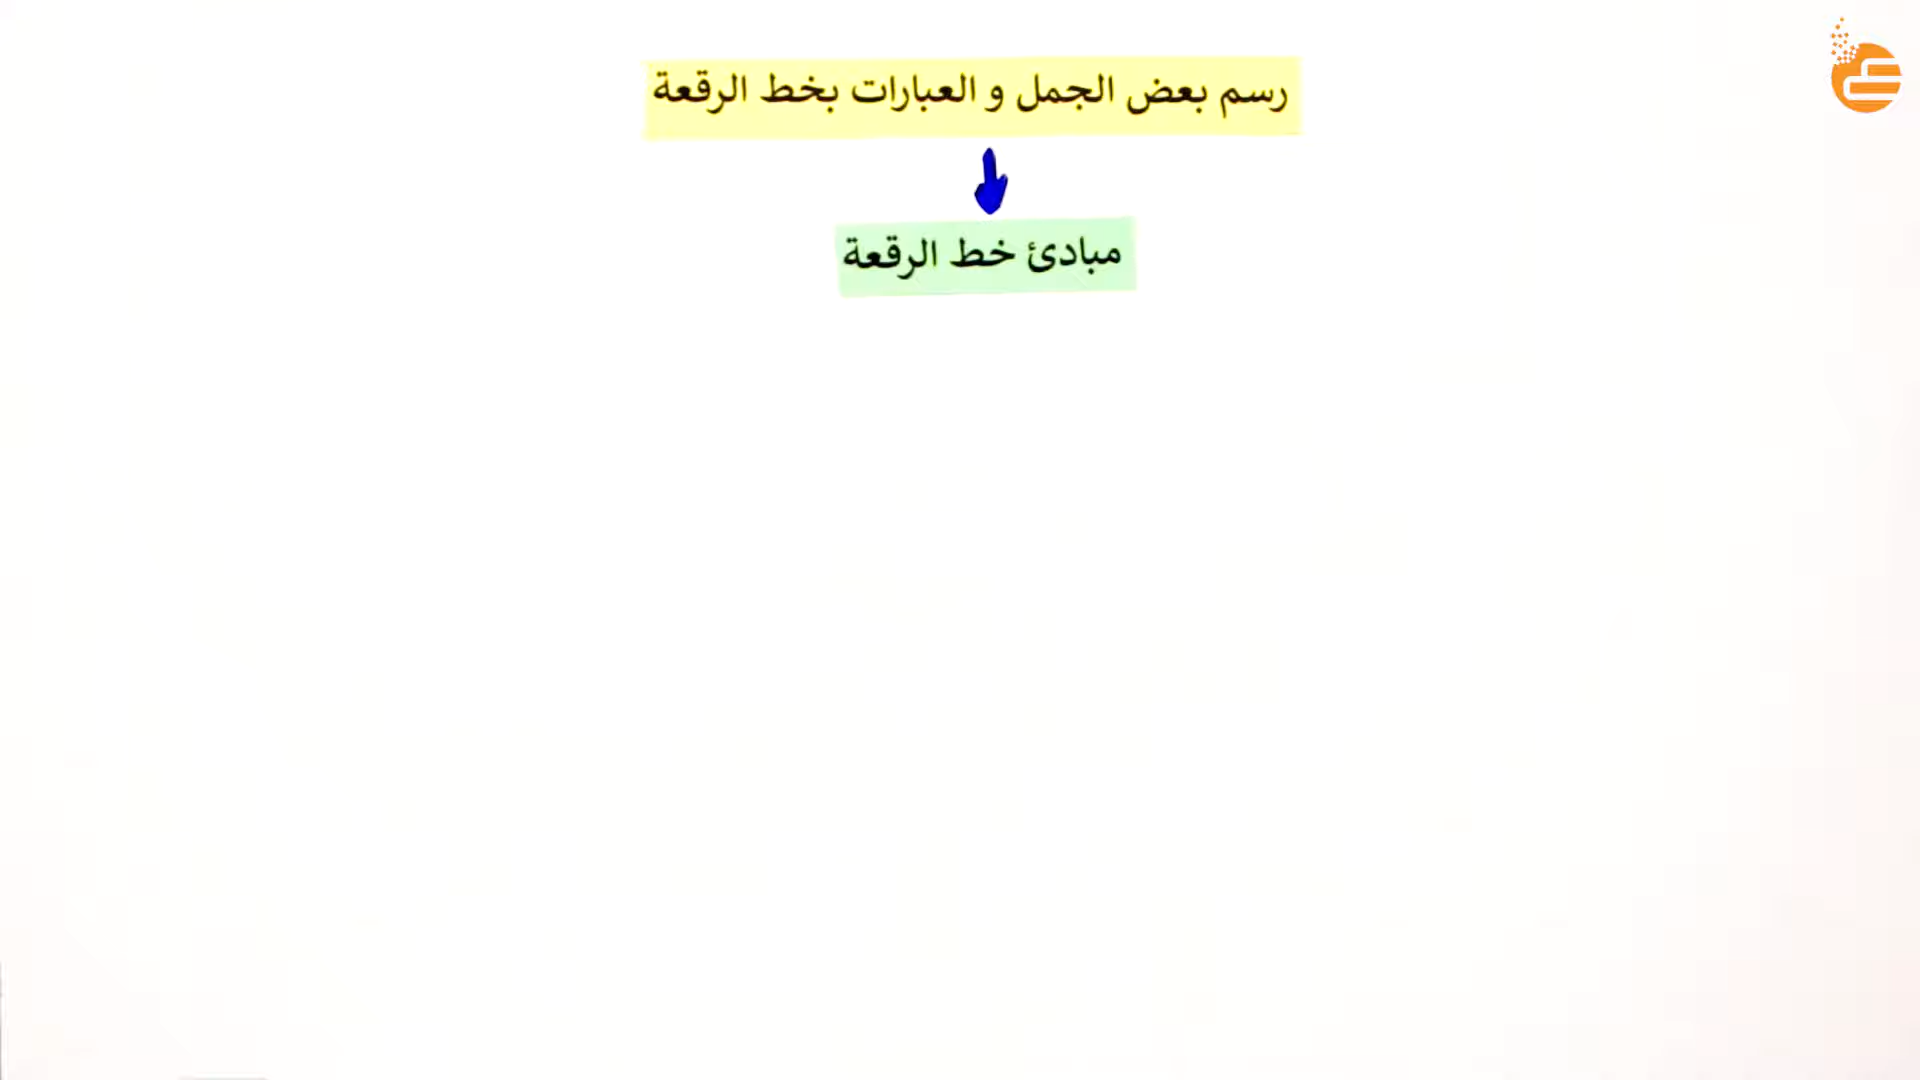 رسم بعض الجمل و العبارات بخط الرقعة
مبادئ خط الرقعة